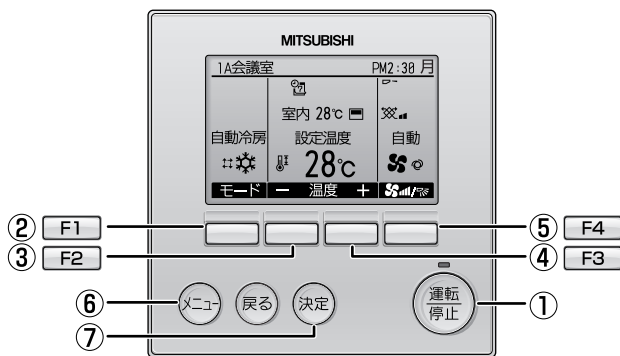 MITSUBISHI
1A会議室 PM2:30 月
室内 28℃
自動冷房 設定温度 自動
28℃
モード − 温度 +
② F1
⑤ F4
③ F2
④ F3
⑥ メニュー 戻る 決定 運転/停止 ①
⑦